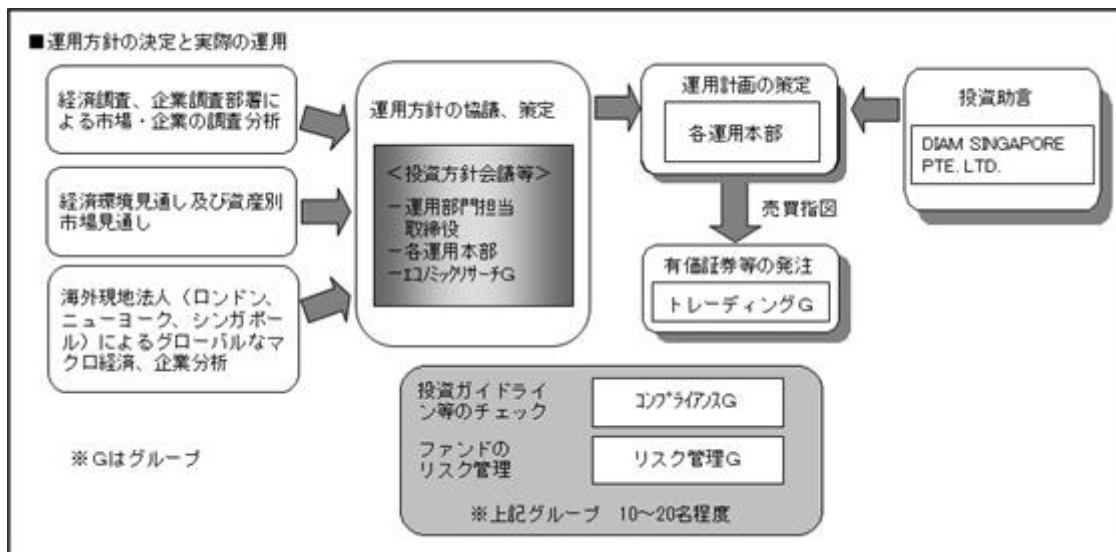 ■運用方針の決定と実際の運用
経済調査、企業調査部署に
よる市場・企業の調査分析
経済環境見通し及び資産別
市場見通し
海外現地法人（ロンドン、
ニューヨーク、シンガポー
ル）によるグローバルなマ
クロ経済、企業分析
※Gはグループ
運用方針の協議、策定
＜投資方針会議等＞
－運用部門担当
取締役
－各運用本部
－ｴｺﾉﾐｯｸﾘｻｰﾁG
運用計画の策定
各運用本部
投資助言
DIAM SINGAPORE
PTE. LTD.
売買指図
有価証券等の発注
トレーディングG
投資ガイドライ
ン等のチェック
ｺﾝﾌﾟﾗｲｱﾝｽG
ファンドの
リスク管理
リスク管理G
※上記グループ　10～20名程度